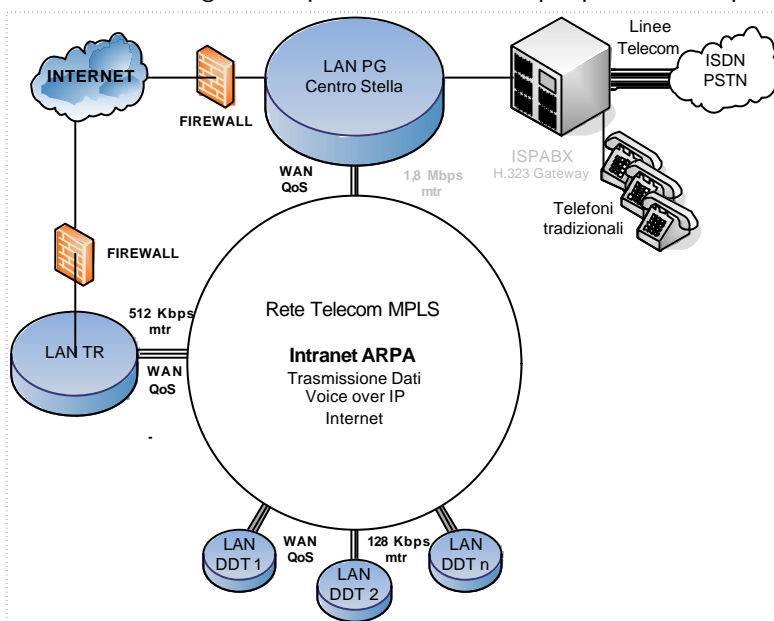 INTERNET
FIREWALL
LAN PG
Centro Stella
Linee
Telecom
ISDN
PSTN
ISPABX
H.323 Gateway
Telefoni
tradizionali
WAN
QoS
1,8 Mbps
mtr
FIREWALL
512 Kbps
mtr
LAN TR
WAN
QoS
-
Rete Telecom MPLS
Intranet ARPA
Trasmissione Dati
Voice over IP
Internet
LAN
DDT 1
WAN
QoS
LAN
DDT 2
128 Kbps
mtr
LAN
DDT n